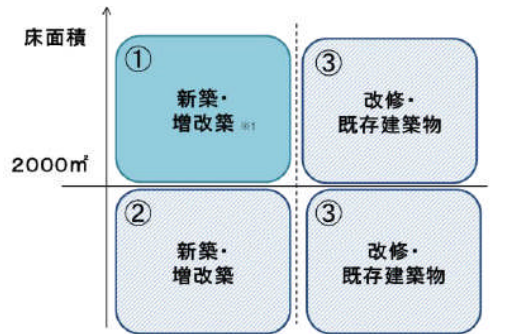 床面積
①
新築・
増改築 ※1
③
改修・
既存建築物
2000㎡
②
新築・
増改築
③
改修・
既存建築物